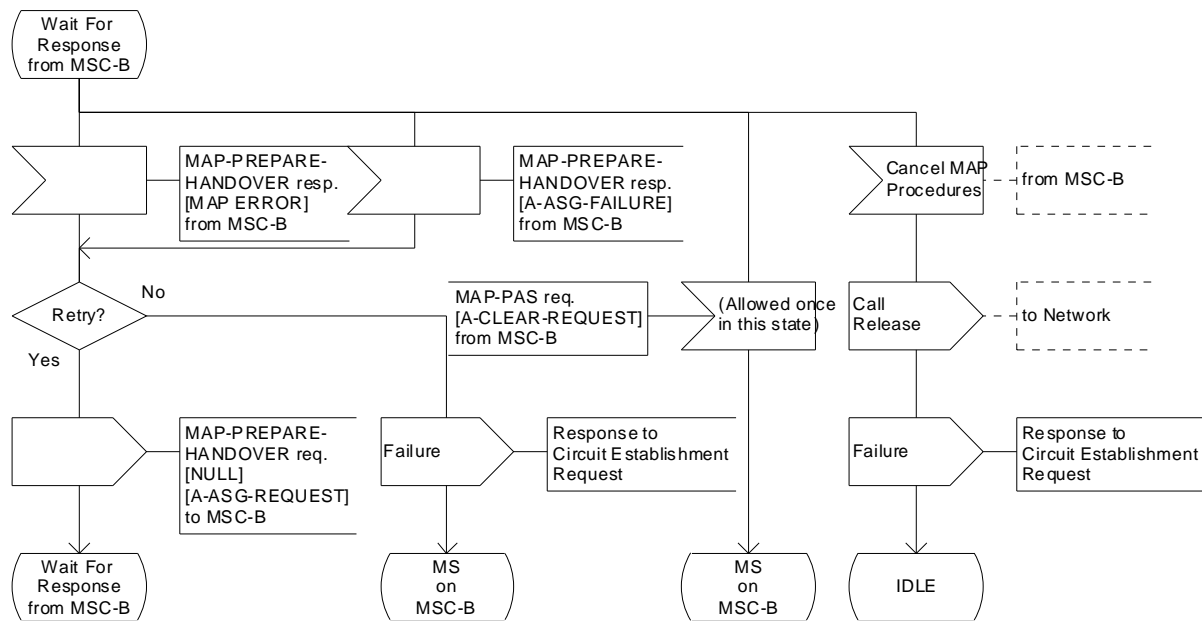 Wait For
Response
from MSC-B
MAP-PREPARE-
HANDOVER resp.
[MAP ERROR]
from MSC-B
MAP-PREPARE-
HANDOVER resp.
[A-ASG-FAILURE]
from MSC-B
Cancel MAP
Procedures
from MSC-B
Retry?
No
Yes
MAP-PAS req.
[A-CLEAR-REQUEST]
from MSC-B
(Allowed once
in this state)
Call
Release
to Network
MAP-PREPARE-
HANDOVER req.
[NULL]
[A-ASG-REQUEST]
to MSC-B
Failure
Response to
Circuit Establishment
Request
Failure
Response to
Circuit Establishment
Request
Wait For
Response
from MSC-B
MS
on
MSC-B
MS
on
MSC-B
IDLE